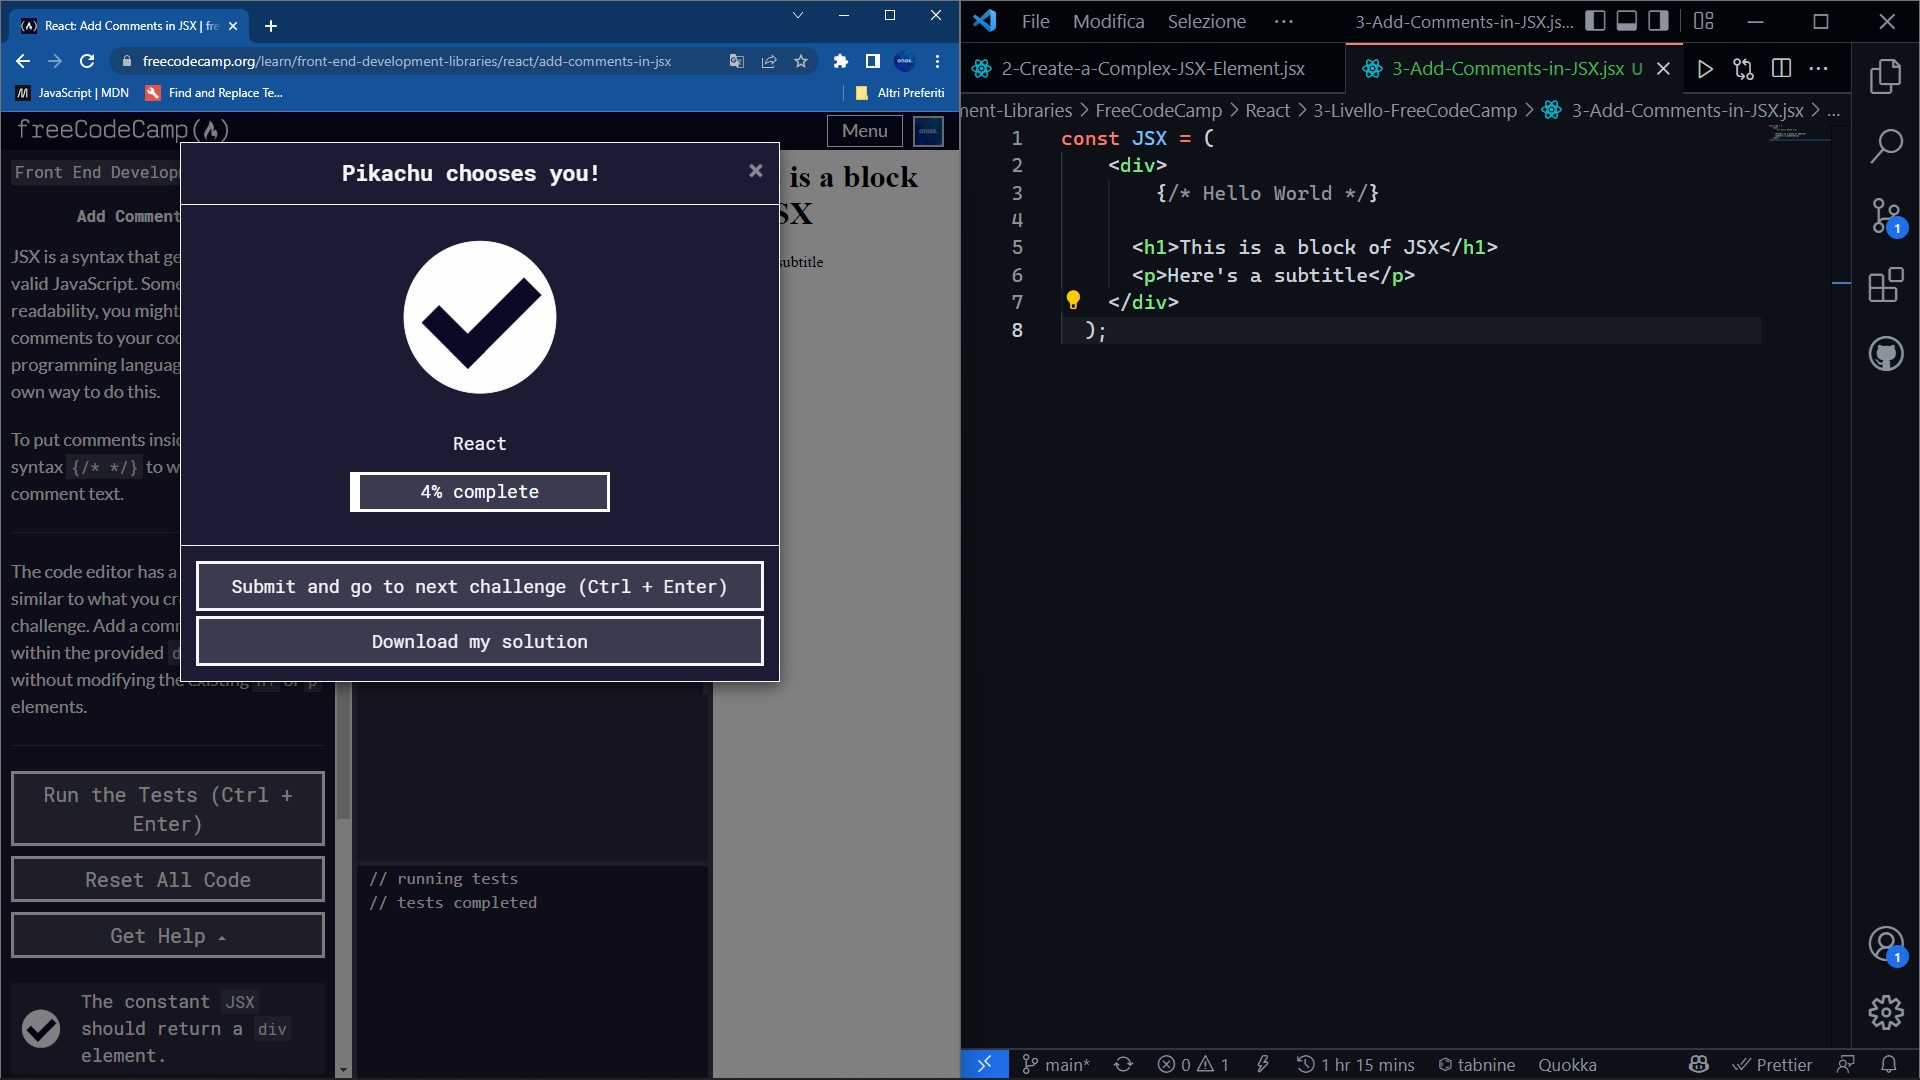 React: Add Comments in JSX | fre
freecodecamp.org/learn/front-end-development-libraries/react/add-comments-in-jsx
JavaScript | MDN
Find and Replace Te...
Altri Preferiti
freeCodeCamp
Menu
Front End Develop
Add Comment
JSX is a syntax that ge
valid JavaScript. Some
readability, you might
comments to your coc
programming languag
own way to do this.
To put comments insid
syntax {/* */} to w
comment text.
The code editor has a
similar to what you cr
challenge. Add a comm
within the provided d
without modifying the existing h1 or p
elements.
Run the Tests (Ctrl +
Enter)
Reset All Code
Get Help
The constant JSX
should return a div
element.
Pikachu chooses you!
×
React
4% complete
Submit and go to next challenge (Ctrl + Enter)
Download my solution
// running tests
// tests completed
is a block
SX
subtitle
File Modifica Selezione ···
3-Add-Comments-in-JSX.js...
2-Create-a-Complex-JSX-Element.jsx
3-Add-Comments-in-JSX.jsx U
ment-Libraries > FreeCodeCamp > React > 3-Livello-FreeCodeCamp > 3-Add-Comments-in-JSX.jsx > ...
1 const JSX = (
2 <div>
3 {/* Hello World */}
4
5 <h1>This is a block of JSX</h1>
6 <p>Here's a subtitle</p>
7 </div>
8 );
1
1
main* 0 1 1 hr 15 mins tabnine Quokka Prettier